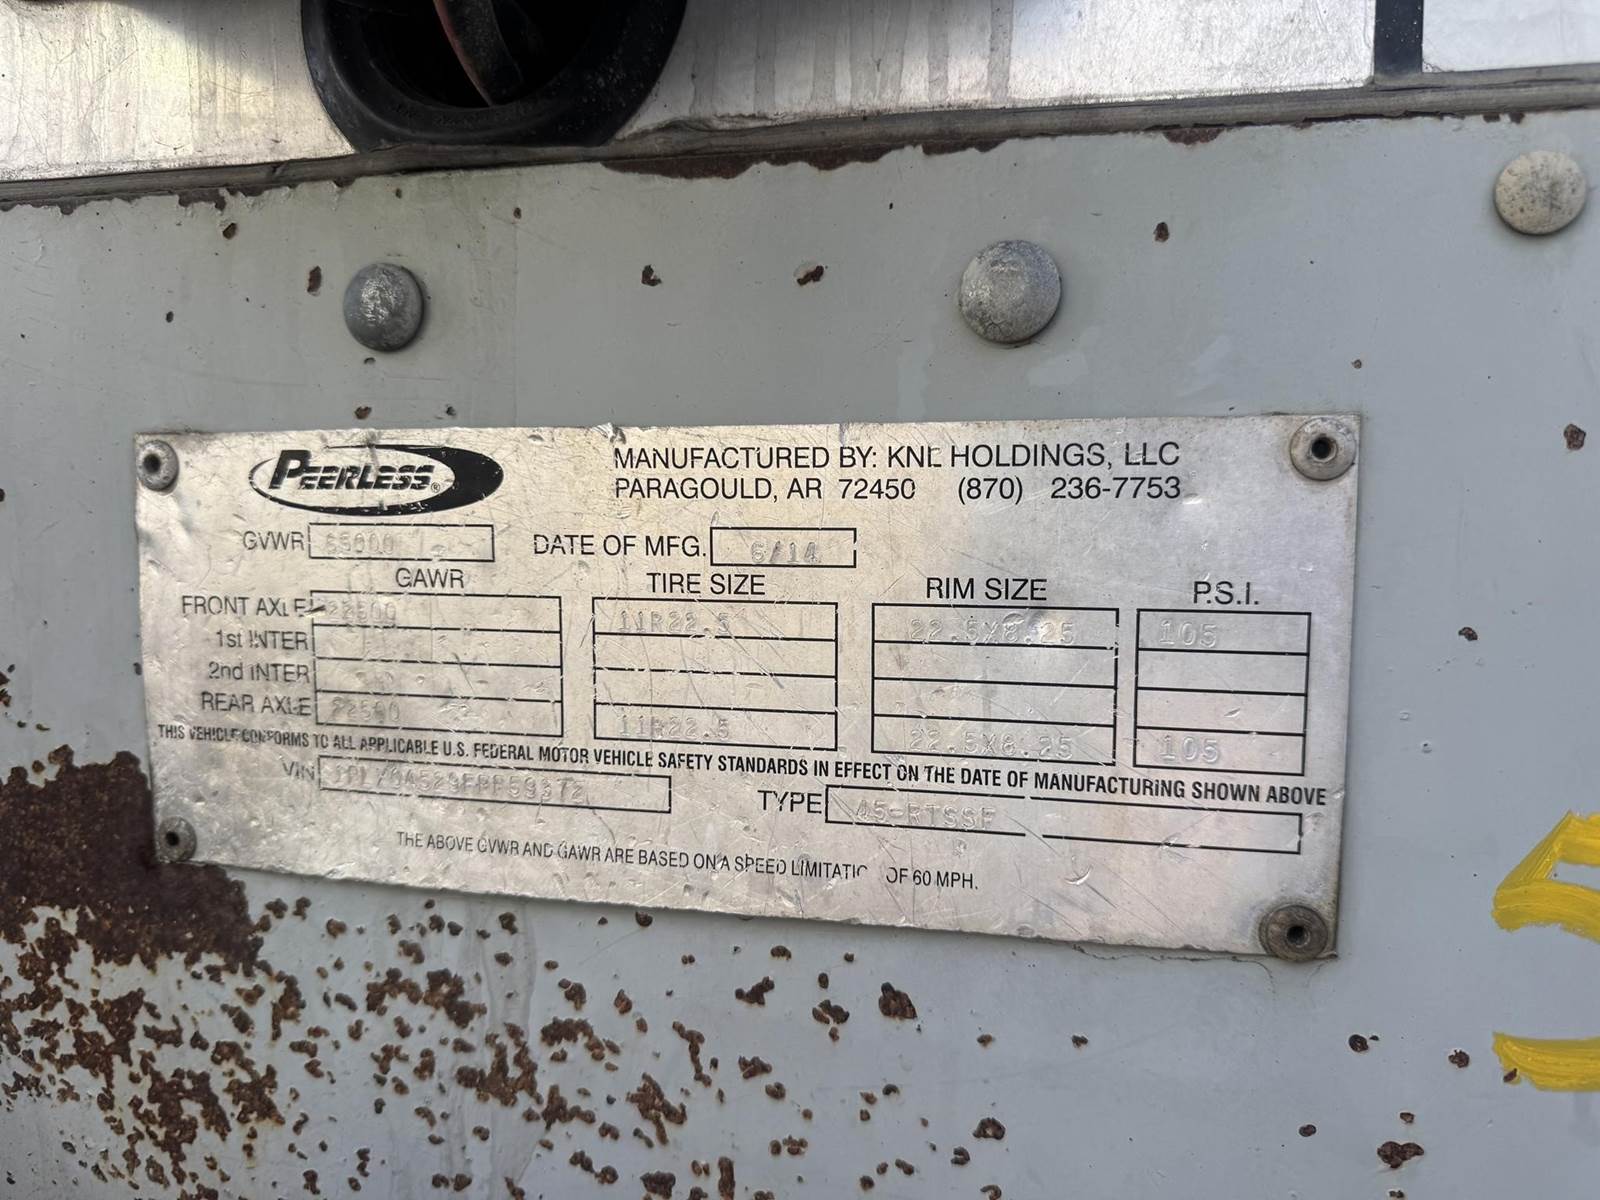 PEERLESS®
MANUFACTURED BY: KNL HOLDINGS, LLC
PARAGOULD, AR 72450 (870) 236-7753
GVWR 65000 DATE OF MFG. 6/14
GAWR TIRE SIZE RIM SIZE P.S.I.
FRONT AXLE 22500 11R22.5 22.5X8.25 105
1st INTER
2nd INTER
REAR AXLE 22500 11R22.5 22.5X8.25 105
THIS VEHICLE CONFORMS TO ALL APPLICABLE U.S. FEDERAL MOTOR VEHICLE SAFETY STANDARDS IN EFFECT ON THE DATE OF MANUFACTURING SHOWN ABOVE
VIN TYPE 45-RTSSF
THE ABOVE GVWR AND GAWR ARE BASED ON A SPEED LIMITATIC OF 60 MPH.
5